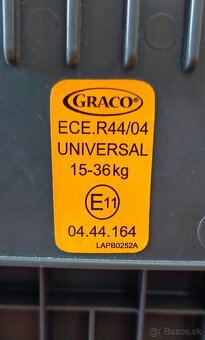 GRACO®
ECE.R44/04
UNIVERSAL
15-36kg
E11
04.44.164
LAPB0252A
Bazos.sk